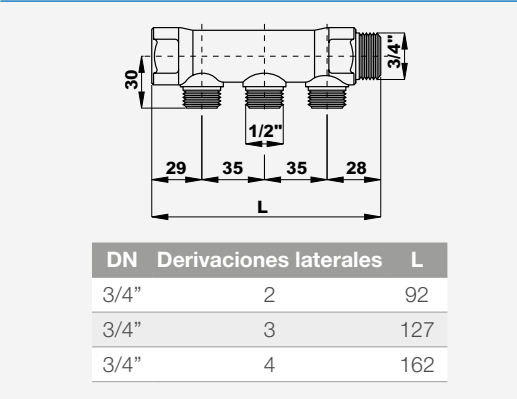 3/4"
30
1/2"
29 35 35 28
L
DN Derivaciones laterales L
3/4” 2 92
3/4” 3 127
3/4” 4 162